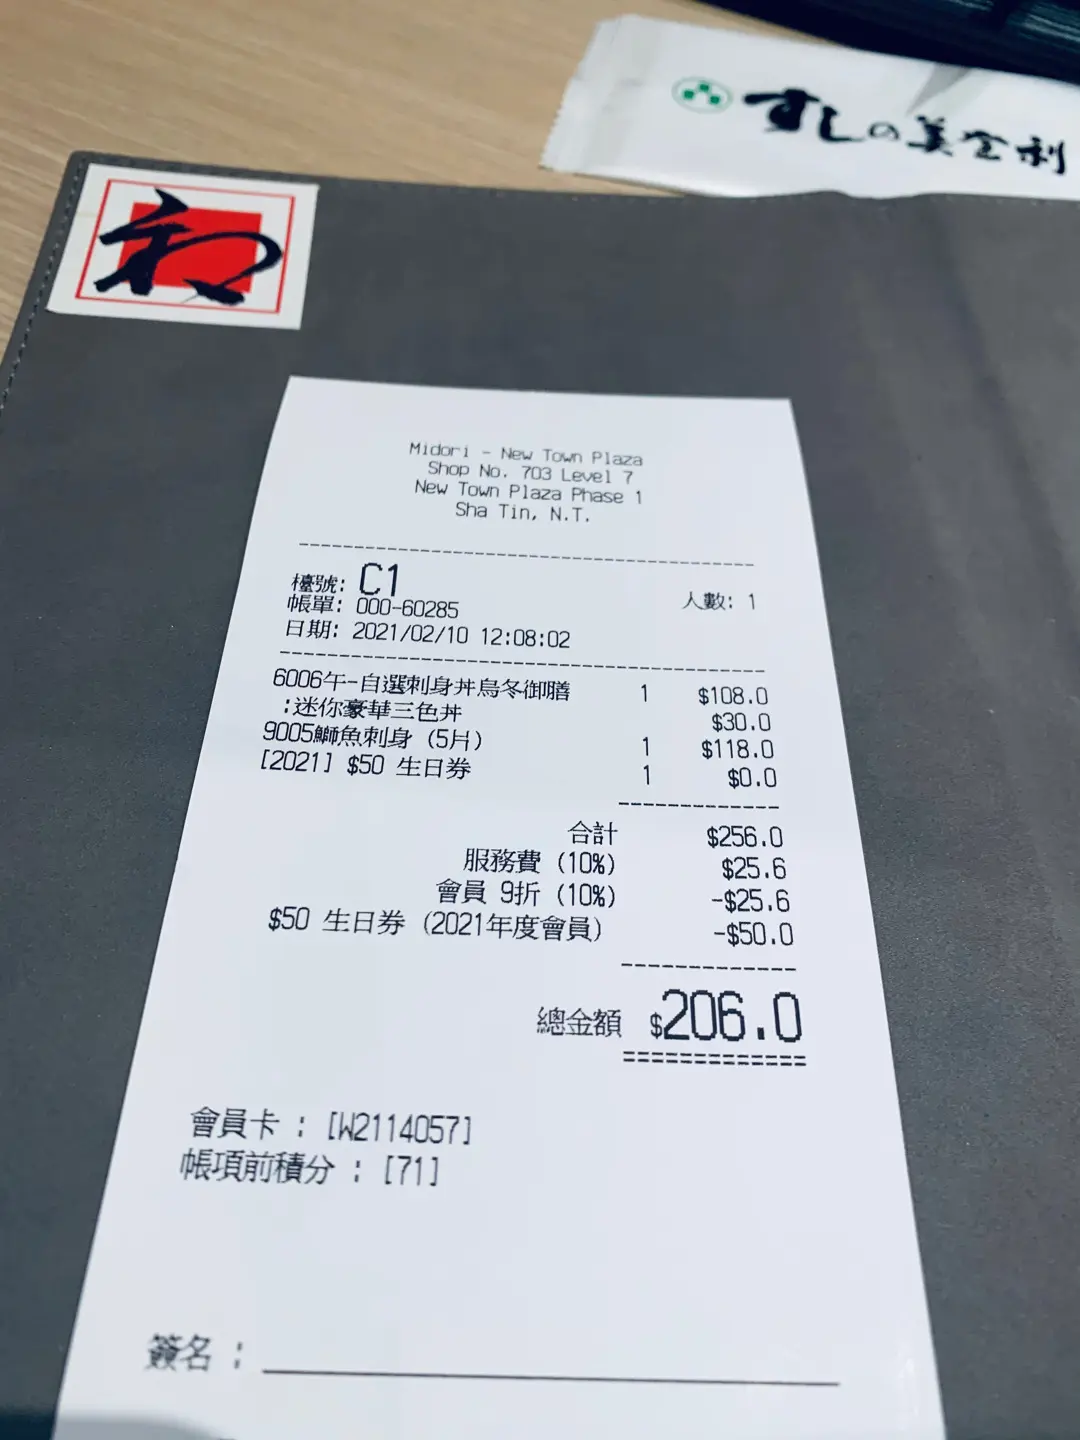 すしの美登利
和
Midori - New Town Plaza
Shop No. 703 Level 7
New Town Plaza Phase 1
Sha Tin, N.T.
檯號: C1 人數: 1
帳單: 000-60285
日期: 2021/02/10 12:08:02
6006午-自選刺身丼烏冬御膳 1 $108.0
:迷你豪華三色丼 $30.0
9005鰤魚刺身 (5片) 1 $118.0
[2021] $50 生日券 1 $0.0
合計 $256.0
服務費 (10%) $25.6
會員 9折 (10%) -$25.6
$50 生日券 (2021年度會員) -$50.0
總金額 $206.0
會員卡 : [W2114057]
帳項前積分 : [71]
簽名 :